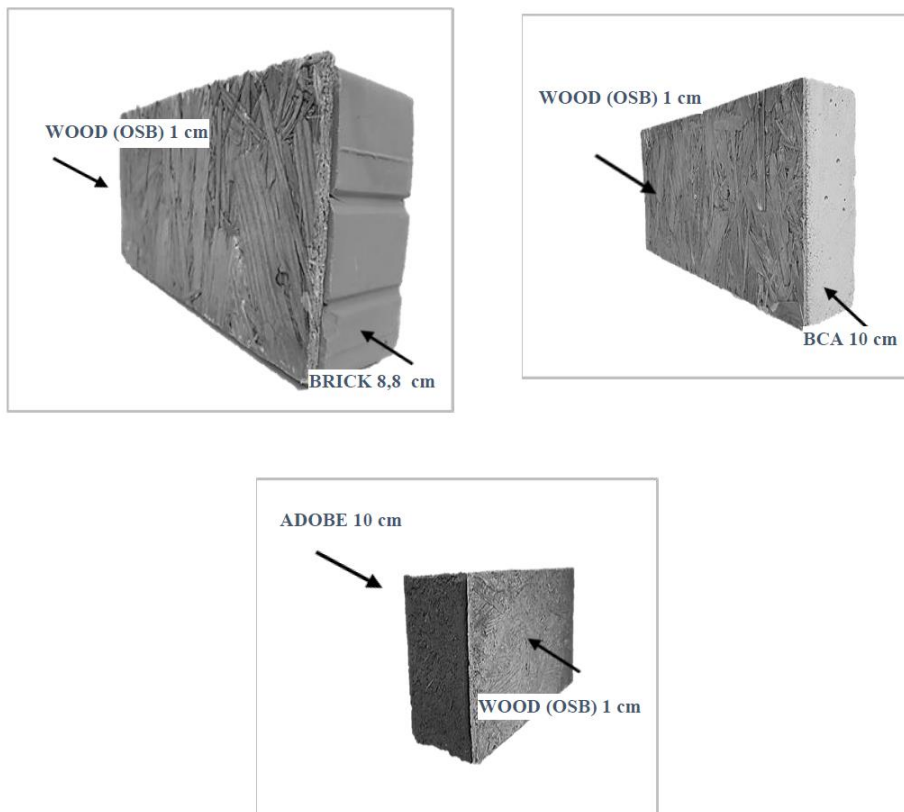 WOOD (OSB) 1 cm
BRICK 8,8 cm
WOOD (OSB) 1 cm
BCA 10 cm
ADOBE 10 cm
WOOD (OSB) 1 cm